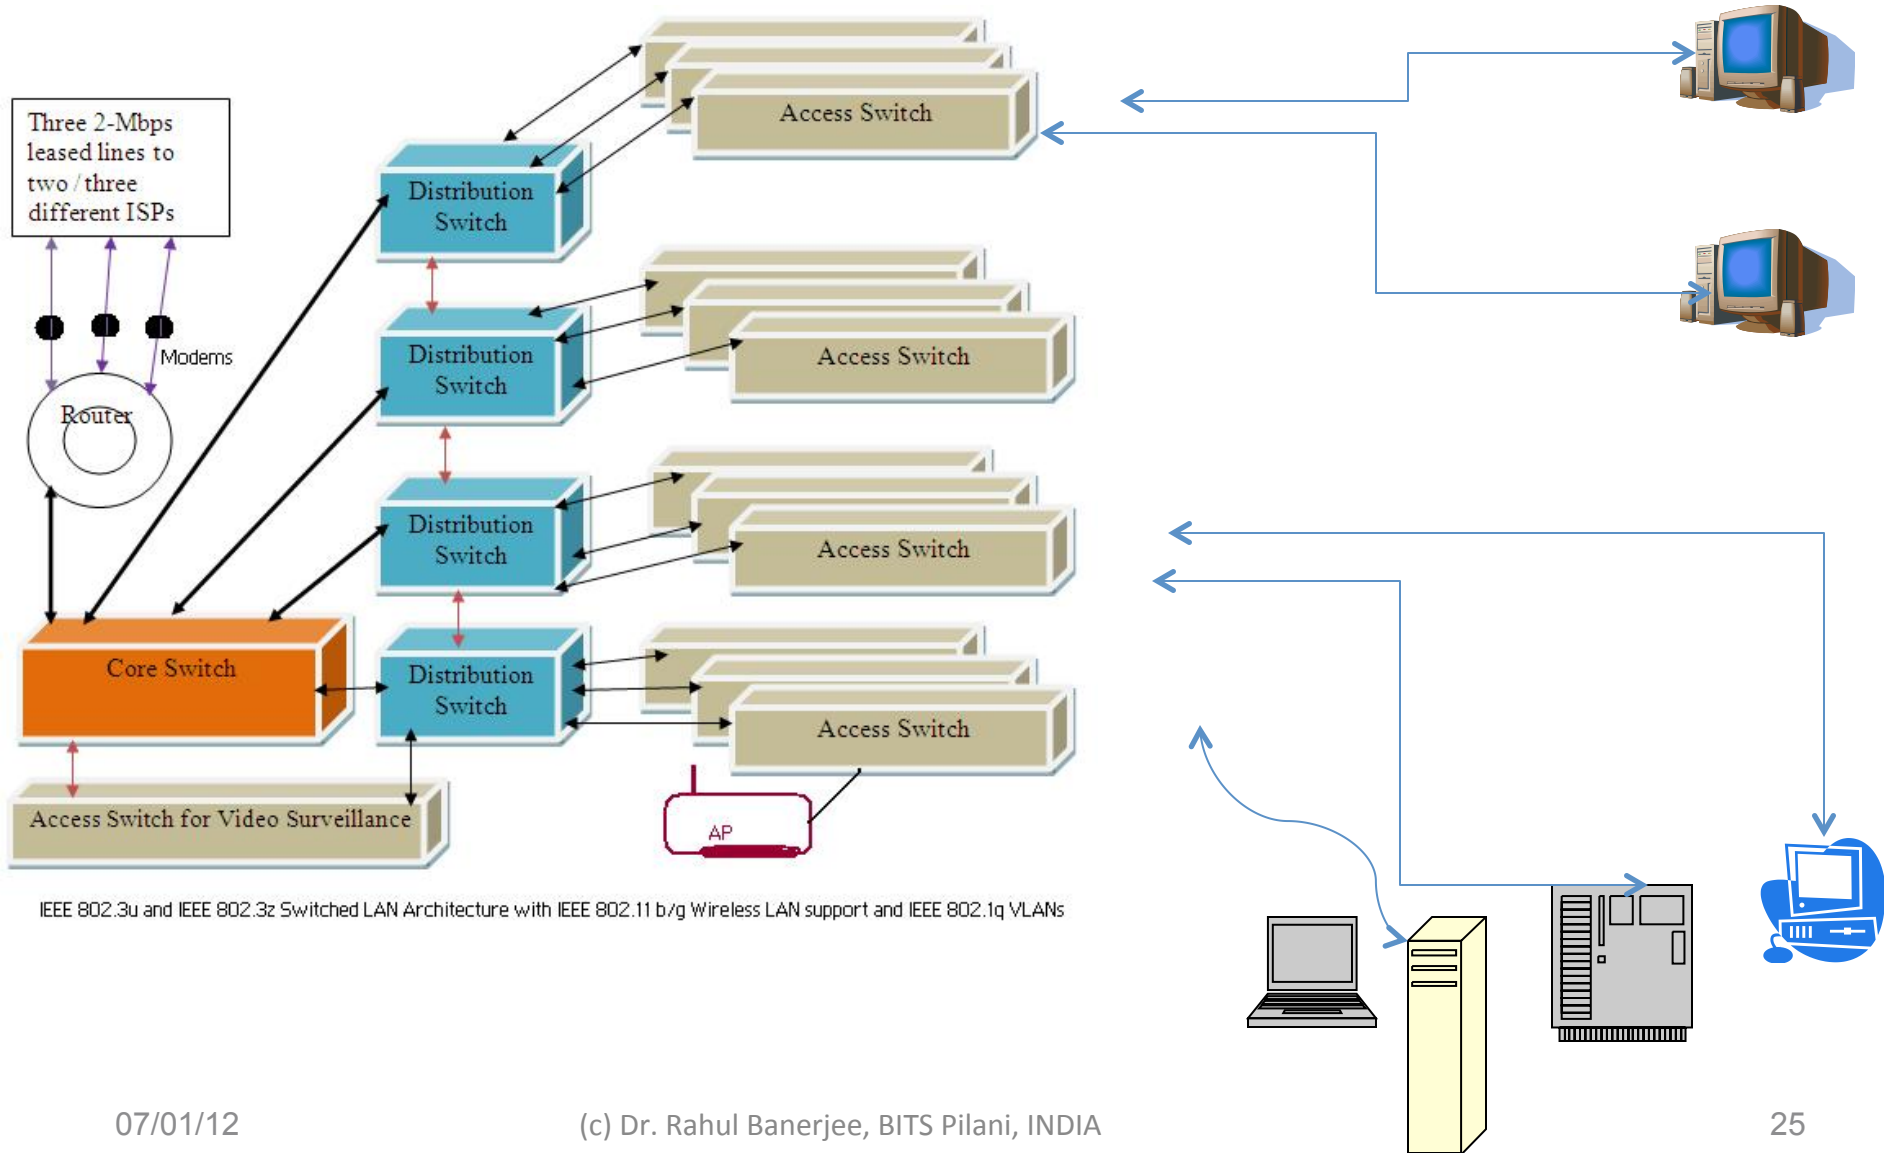 Three 2-Mbps
leased lines to
two / three
different ISPs
Modems
Router
Core Switch
Access Switch for Video Surveillance
Distribution
Switch
Distribution
Switch
Distribution
Switch
Distribution
Switch
Access Switch
Access Switch
Access Switch
Access Switch
AP
IEEE 802.3u and IEEE 802.3z Switched LAN Architecture with IEEE 802.11 b/g Wireless LAN support and IEEE 802.1q VLANs
07/01/12
(c) Dr. Rahul Banerjee, BITS Pilani, INDIA
25